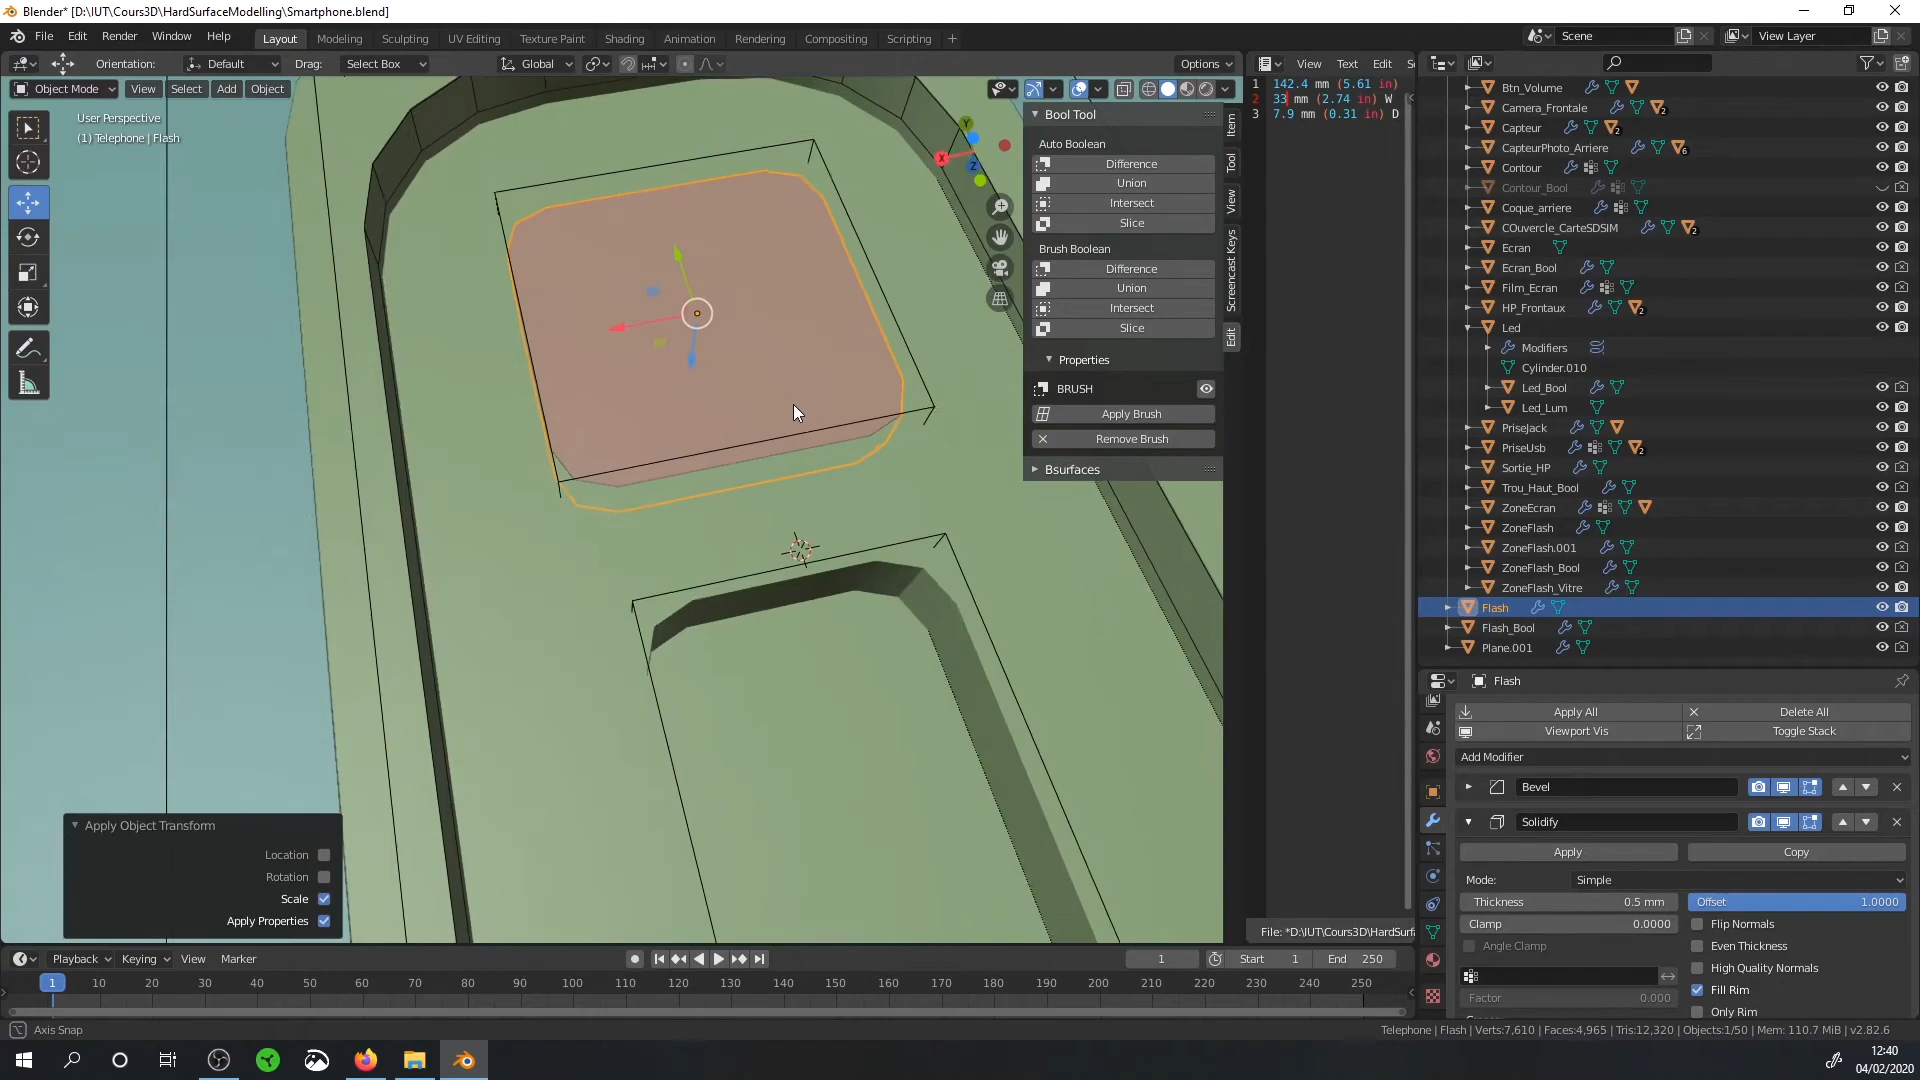 Blender* [D:\IUT\Cours3D\HardSurfaceModelling\Smartphone.blend]
File Edit Render Window Help
Layout Modeling Sculpting UV Editing Texture Paint Shading Animation Rendering Compositing Scripting +
Scene
View Layer
Orientation: Default Drag: Select Box Global Options
View Text Edit
Object Mode View Select Add Object
User Perspective
(1) Telephone | Flash
Y
X
Z
Bool Tool
Auto Boolean
Difference
Union
Intersect
Slice
Brush Boolean
Difference
Union
Intersect
Slice
Properties
BRUSH
Apply Brush
Remove Brush
Bsurfaces
Item
Tool
View
Screencast Keys
Edit
1 142.4 mm (5.61 in)
2 33 mm (2.74 in) W
3 7.9 mm (0.31 in) D
File: *D:\IUT\Cours3D\HardSurfa
Btn_Volume
Camera_Frontale 2
Capteur 2
CapteurPhoto_Arriere 6
Contour
Contour_Bool
Coque_arriere
COuvercle_CarteSDSIM 2
Ecran
Ecran_Bool
Film_Ecran
HP_Frontaux 2
Led
Modifiers
Cylinder.010
Led_Bool
Led_Lum
PriseJack
PriseUsb 2
Sortie_HP
Trou_Haut_Bool
ZoneEcran
ZoneFlash
ZoneFlash.001
ZoneFlash_Bool
ZoneFlash_Vitre
Flash
Flash_Bool
Plane.001
Flash
Apply All Delete All
Viewport Vis Toggle Stack
Add Modifier
Bevel
Solidify
Apply Copy
Mode: Simple
Thickness 0.5 mm Offset 1.0000
Clamp 0.0000 Flip Normals
Angle Clamp Even Thickness
High Quality Normals
Fill Rim
Factor 0.000
Only Rim
Apply Object Transform
Location
Rotation
Scale
Apply Properties
Playback Keying View Marker
1 Start 1 End 250
1 10 20 30 40 50 60 70 80 90 100 110 120 130 140 150 160 170 180 190 200 210 220 230 240 250
Axis Snap
Telephone | Flash | Verts:7,610 | Faces:4,965 | Tris:12,320 | Objects:1/50 | Mem: 110.7 MiB | v2.82.6
12:40
04/02/2020